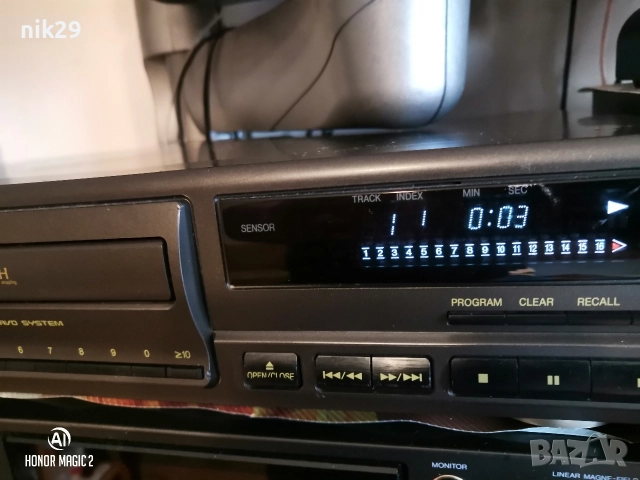 nik29
TRACK INDEX MIN SEC
SENSOR 1 1 0:03
1 2 3 4 5 6 7 8 9 10 11 12 13 14 15 16
H
SYSTEM
PROGRAM CLEAR RECALL
6 7 8 9 0 ≥10
OPEN/CLOSE
MONITOR
HONOR MAGIC 2
BAZAR
LINEAR MAGNE-FIELD